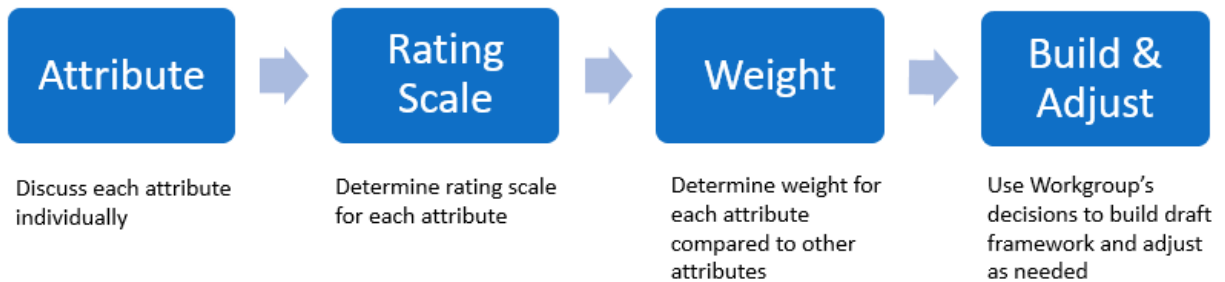 Attribute
Rating
Scale
Weight
Build &
Adjust
Discuss each attribute
individually
Determine rating scale
for each attribute
Determine weight for
each attribute
compared to other
attributes
Use Workgroup's
decisions to build draft
framework and adjust
as needed